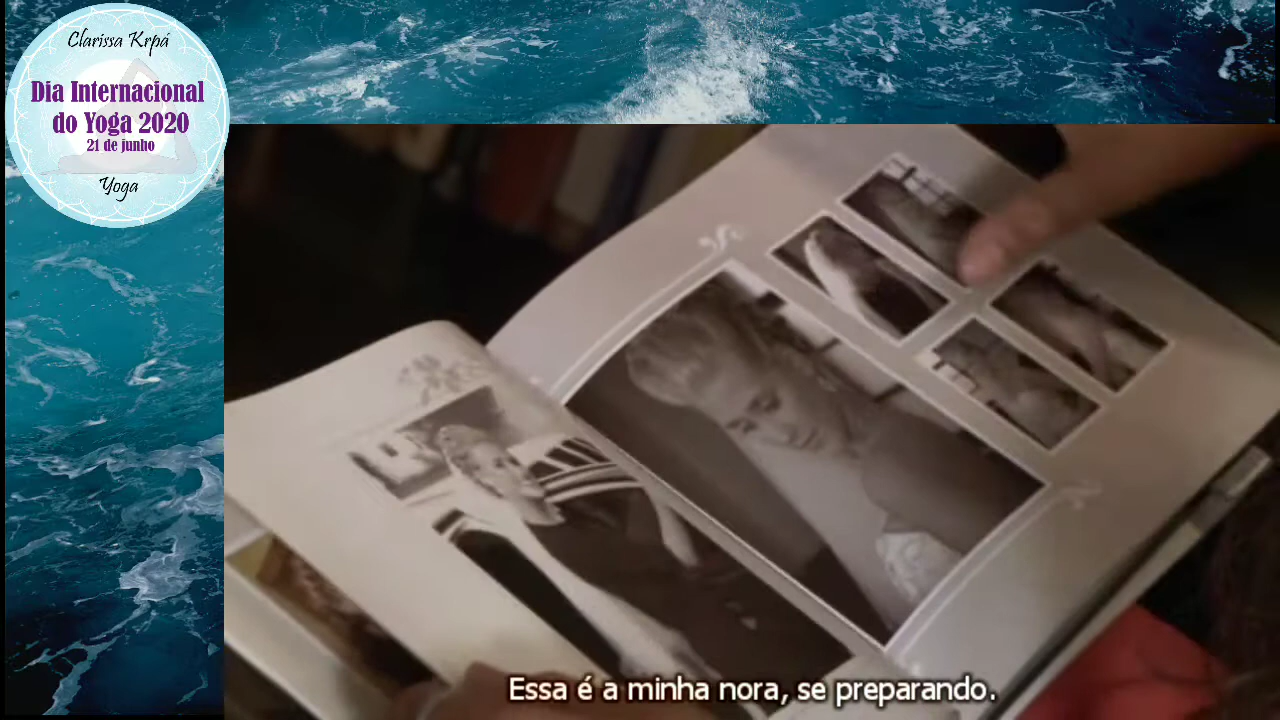 Clarissa Krpá
Dia Internacional
do Yoga 2020
21 de junho
Yoga
Essa é a minha nora, se preparando.